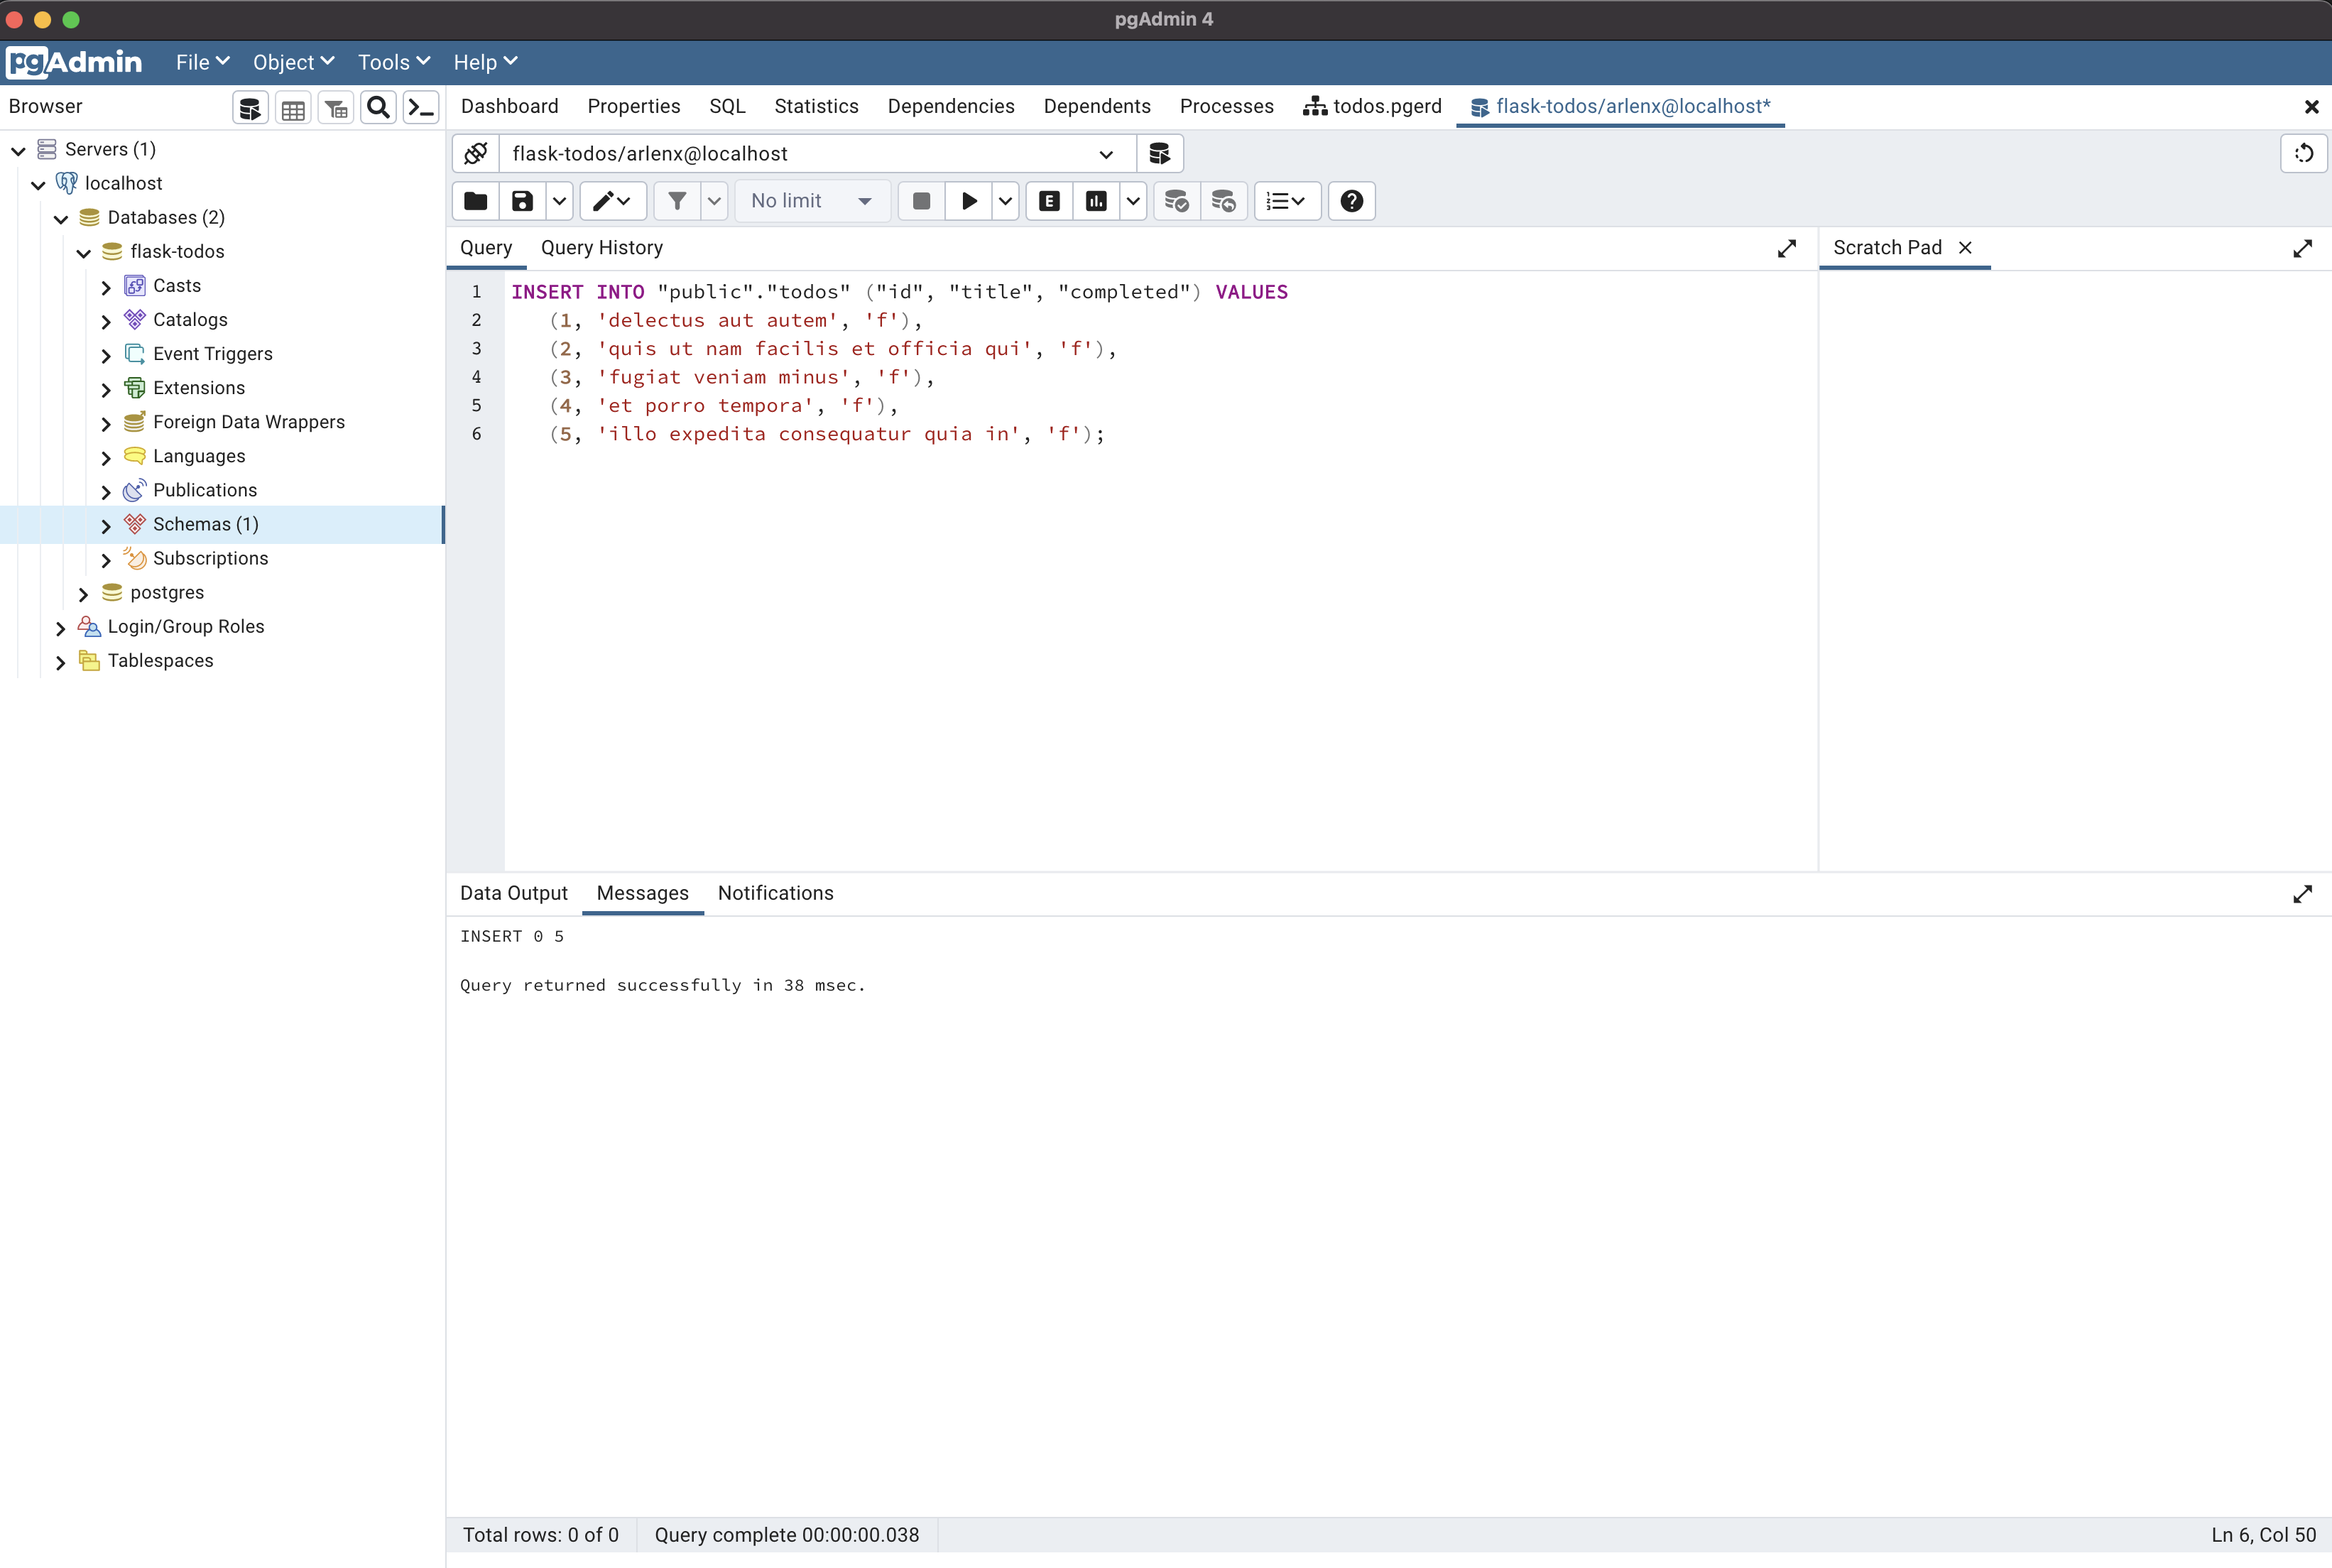 pgAdmin 4
pgAdmin File Object Tools Help
Browser
Dashboard Properties SQL Statistics Dependencies Dependents Processes todos.pgerd flask-todos/arlenx@localhost*
Servers (1)
localhost
Databases (2)
flask-todos
Casts
Catalogs
Event Triggers
Extensions
Foreign Data Wrappers
Languages
Publications
Schemas (1)
Subscriptions
postgres
Login/Group Roles
Tablespaces
flask-todos/arlenx@localhost
No limit
E
Query Query History
Scratch Pad
1 INSERT INTO "public"."todos" ("id", "title", "completed") VALUES
2 (1, 'delectus aut autem', 'f'),
3 (2, 'quis ut nam facilis et officia qui', 'f'),
4 (3, 'fugiat veniam minus', 'f'),
5 (4, 'et porro tempora', 'f'),
6 (5, 'illo expedita consequatur quia in', 'f');
Data Output Messages Notifications
INSERT 0 5
Query returned successfully in 38 msec.
Total rows: 0 of 0 Query complete 00:00:00.038 Ln 6, Col 50